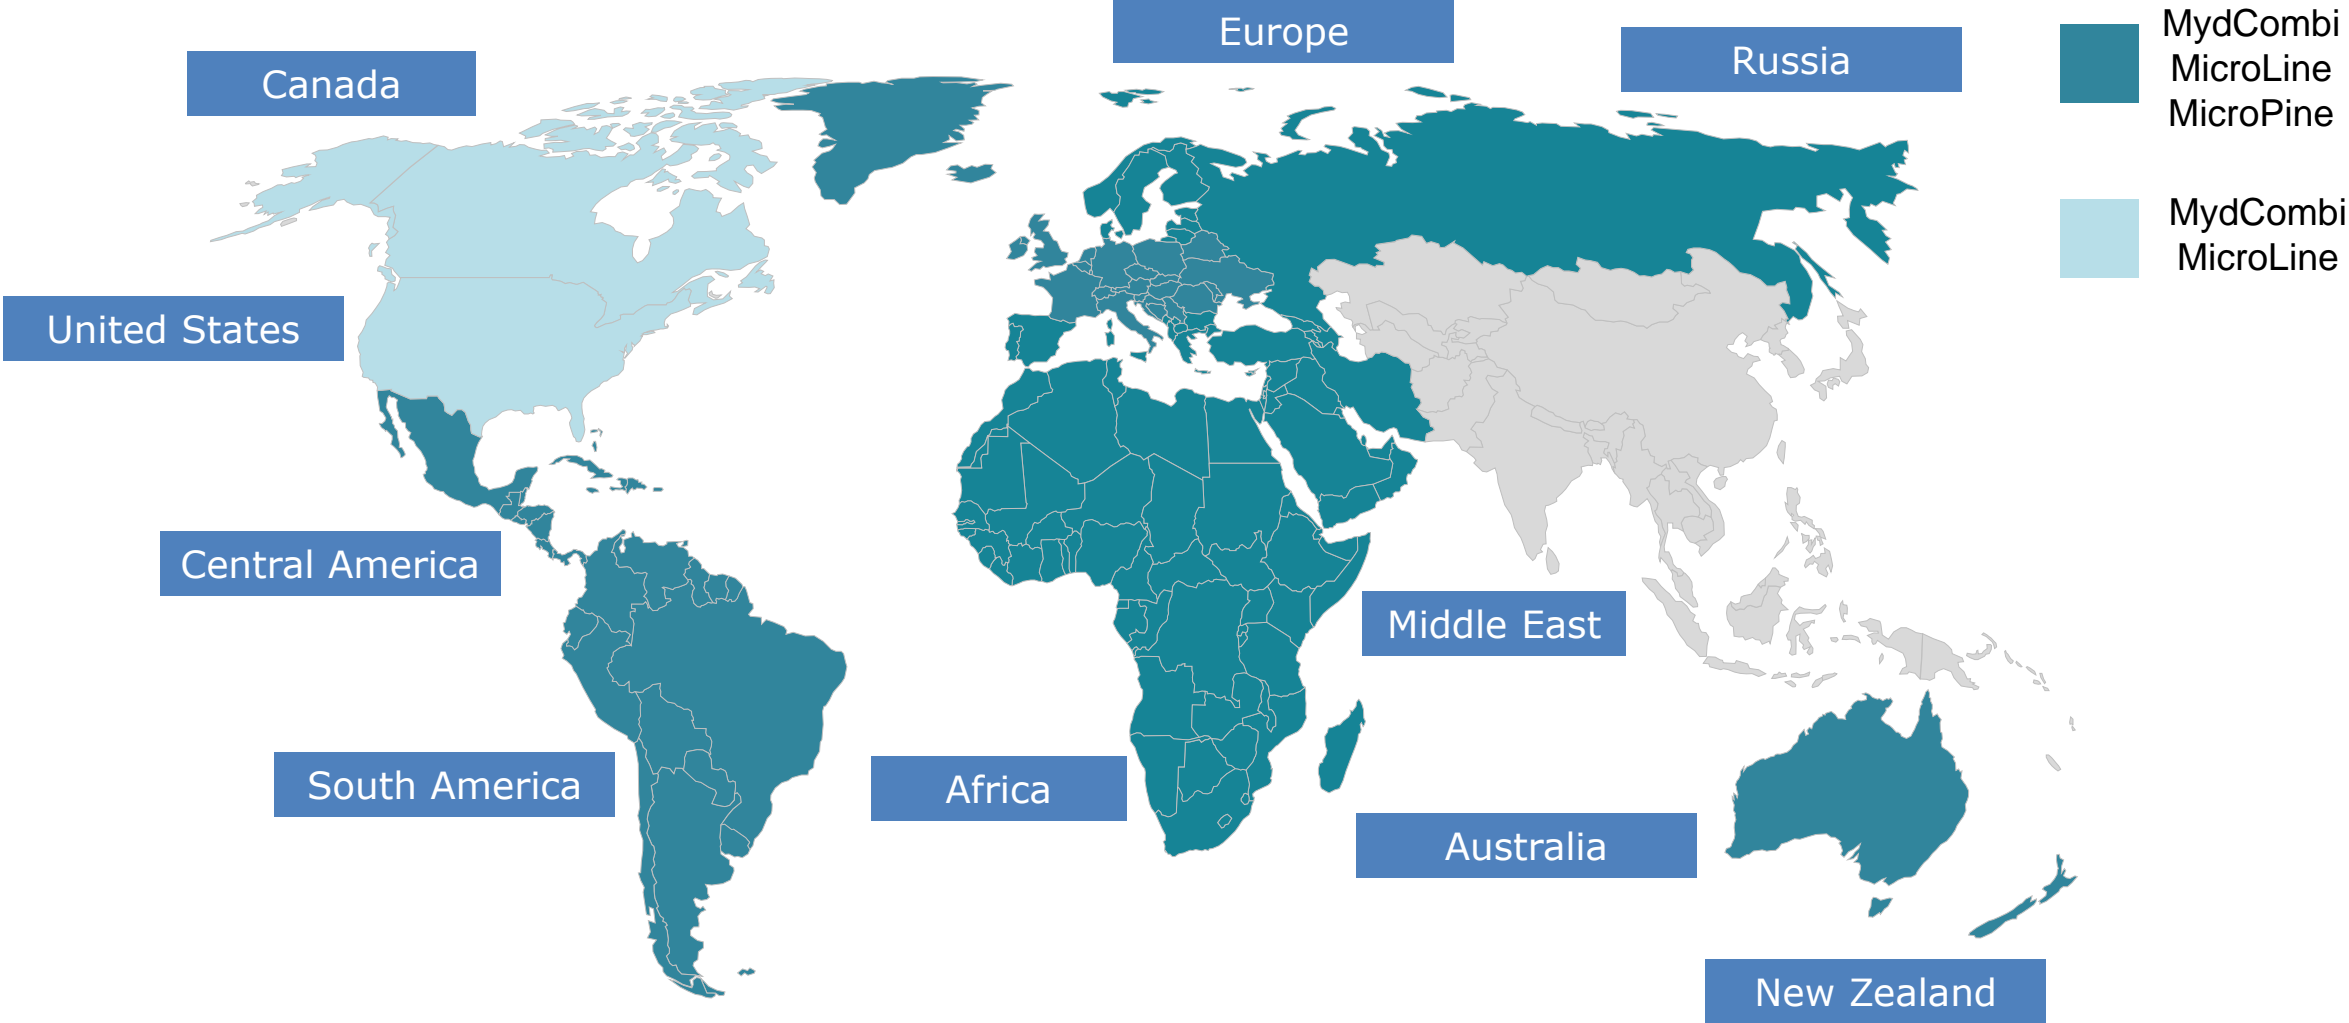 Europe
Russia
Canada
United States
Central America
South America
Africa
Middle East
Australia
New Zealand
MydCombi
MicroLine
MicroPine
MydCombi
MicroLine